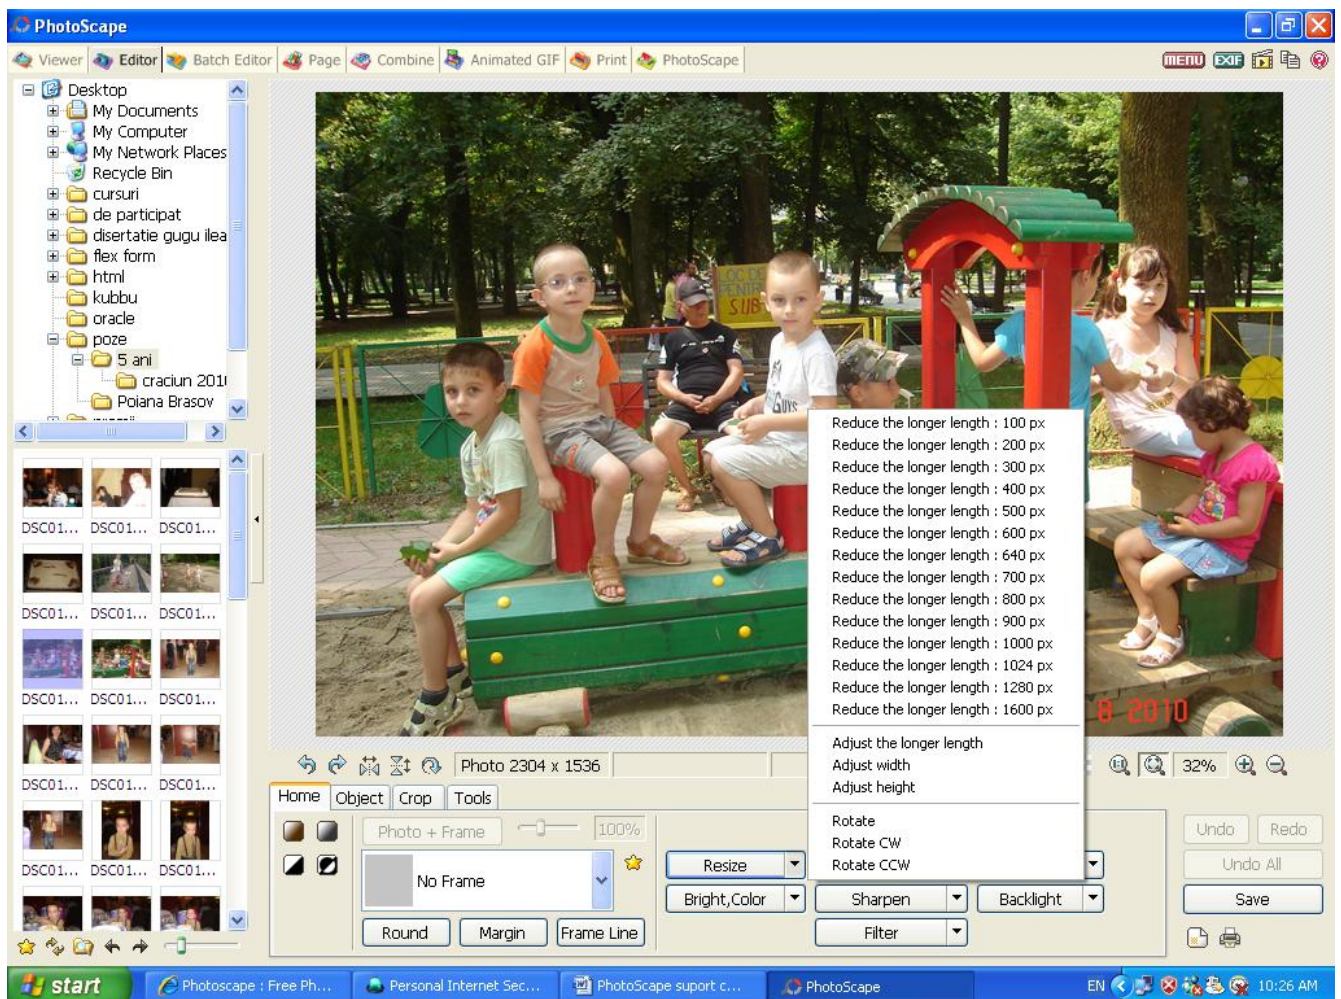 PhotoScape
Viewer Editor Batch Editor Page Combine Animated GIF Print PhotoScape
MENU EXIF
Desktop
My Documents
My Computer
My Network Places
Recycle Bin
cursuri
de participat
disertatie gugu ilea
flex form
html
kubbu
oracle
poze
5 ani
craciun 201
Poiana Brasov
LOC DE
PENTR
SUB
GUYS
8 2010
DSC01... DSC01... DSC01...
DSC01... DSC01... DSC01...
DSC01... DSC01... DSC01...
DSC01... DSC01... DSC01...
DSC01... DSC01... DSC01...
Reduce the longer length : 100 px
Reduce the longer length : 200 px
Reduce the longer length : 300 px
Reduce the longer length : 400 px
Reduce the longer length : 500 px
Reduce the longer length : 600 px
Reduce the longer length : 640 px
Reduce the longer length : 700 px
Reduce the longer length : 800 px
Reduce the longer length : 900 px
Reduce the longer length : 1000 px
Reduce the longer length : 1024 px
Reduce the longer length : 1280 px
Reduce the longer length : 1600 px
Adjust the longer length
Adjust width
Adjust height
Rotate
Rotate CW
Rotate CCW
Photo 2304 x 1536
32%
Home Object Crop Tools
Photo + Frame 100%
No Frame
Round Margin Frame Line
Resize
Bright,Color Sharpen Backlight
Filter
Undo Redo
Undo All
Save
start Photoscape : Free Ph... Personal Internet Sec... PhotoScape suport c... PhotoScape EN 10:26 AM